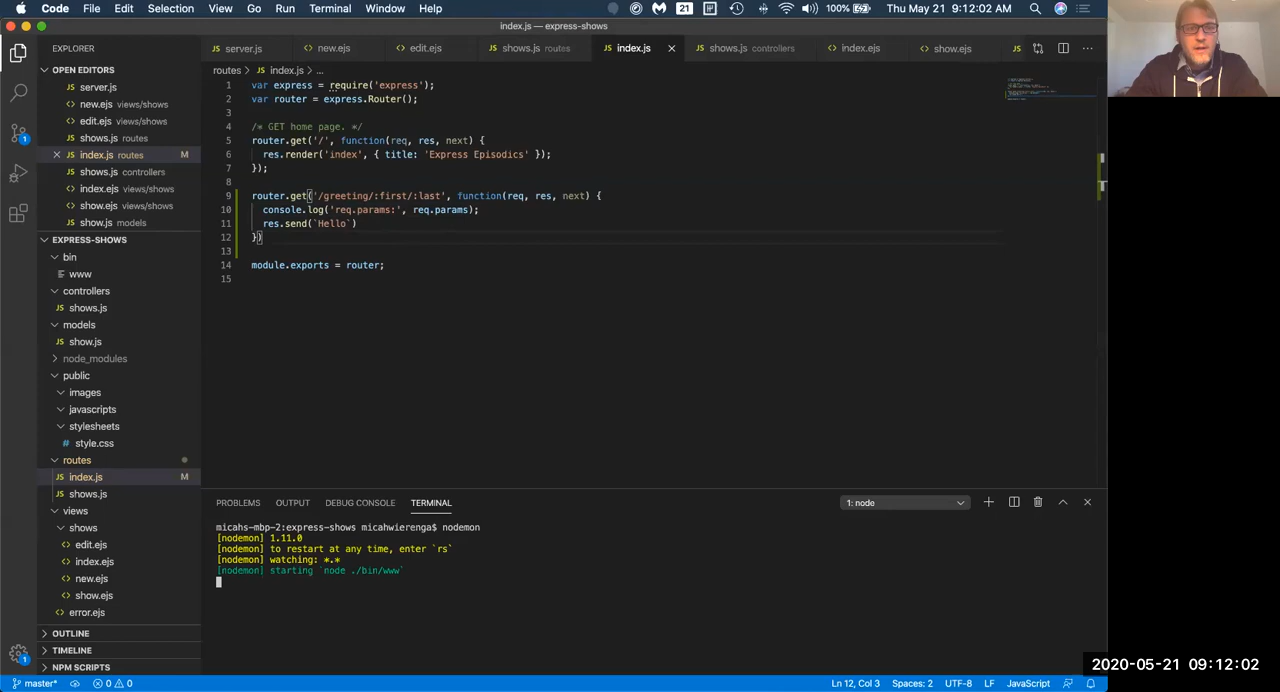 Code File Edit Selection View Go Run Terminal Window Help 21 100% Thu May 21 9:12:02 AM
index.js — express-shows
EXPLORER
server.js new.ejs edit.ejs JS shows.js routes JS index.js × JS shows.js controllers index.ejs show.ejs JS ...
OPEN EDITORS
routes > JS index.js > ...
JS server.js
new.ejs views/shows
edit.ejs views/shows
JS shows.js routes
× JS index.js routes M
JS shows.js controllers
index.ejs views/shows
show.ejs views/shows
JS show.js models
EXPRESS-SHOWS
bin
www
controllers
JS shows.js
models
JS show.js
node_modules
public
images
javascripts
stylesheets
# style.css
routes
JS index.js M
JS shows.js
views
shows
edit.ejs
index.ejs
new.ejs
show.ejs
error.ejs
OUTLINE
TIMELINE
NPM SCRIPTS
1 var express = require('express');
2 var router = express.Router();
3
4 /* GET home page. */
5 router.get('/', function(req, res, next) {
6 res.render('index', { title: 'Express Episodics' });
7 });
8
9 router.get('/greeting/:first/:last', function(req, res, next) {
10 console.log('req.params:', req.params);
11 res.send(`Hello`)
12 })
13
14 module.exports = router;
15
PROBLEMS OUTPUT DEBUG CONSOLE TERMINAL 1: node
micahs-mbp-2:express-shows micahwierenga$ nodemon
[nodemon] 1.11.0
[nodemon] to restart at any time, enter `rs`
[nodemon] watching: *.*
[nodemon] starting `node ./bin/www`
1
1
2020-05-21 09:12:02
master* 0 0 Ln 12, Col 3 Spaces: 2 UTF-8 LF JavaScript